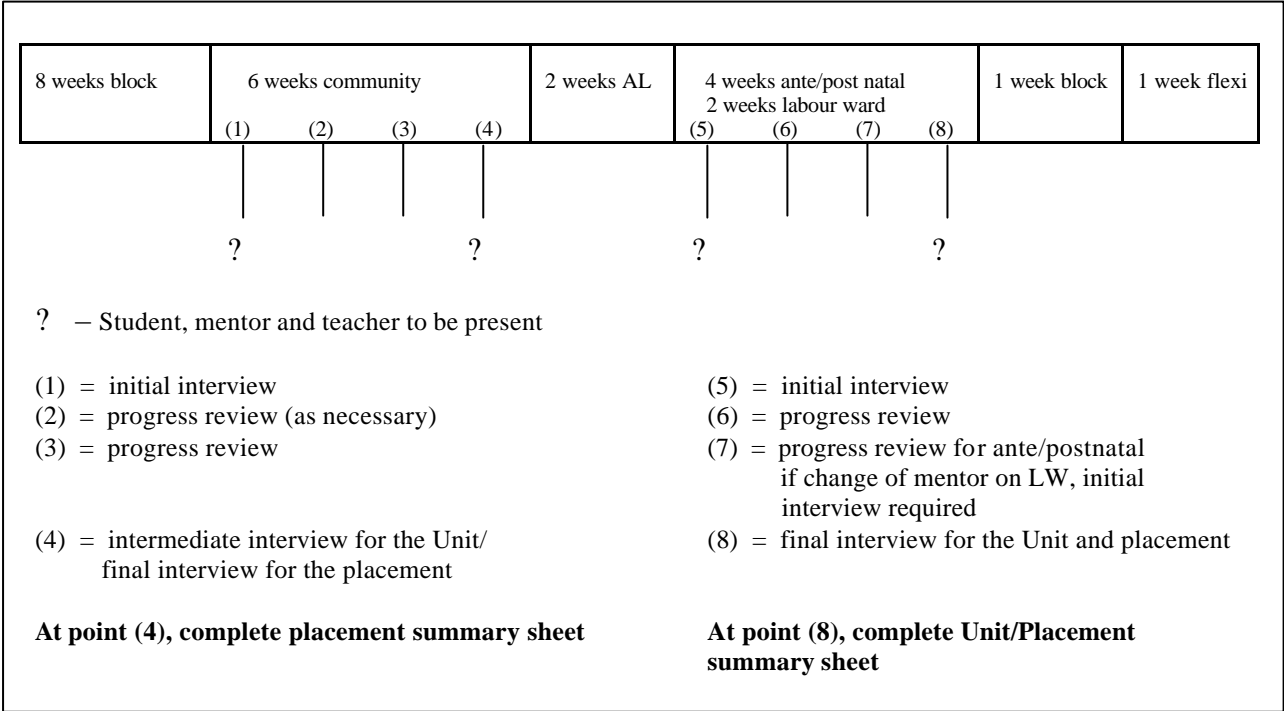 8 weeks block
6 weeks community
(1) (2) (3) (4)
2 weeks AL
4 weeks ante/post natal
2 weeks labour ward
(5) (6) (7) (8)
1 week block
1 week flexi
? ? ? ?
? – Student, mentor and teacher to be present
(1) = initial interview
(2) = progress review (as necessary)
(3) = progress review
(4) = intermediate interview for the Unit/
final interview for the placement
At point (4), complete placement summary sheet
(5) = initial interview
(6) = progress review
(7) = progress review for ante/postnatal
if change of mentor on LW, initial
interview required
(8) = final interview for the Unit and placement
At point (8), complete Unit/Placement
summary sheet